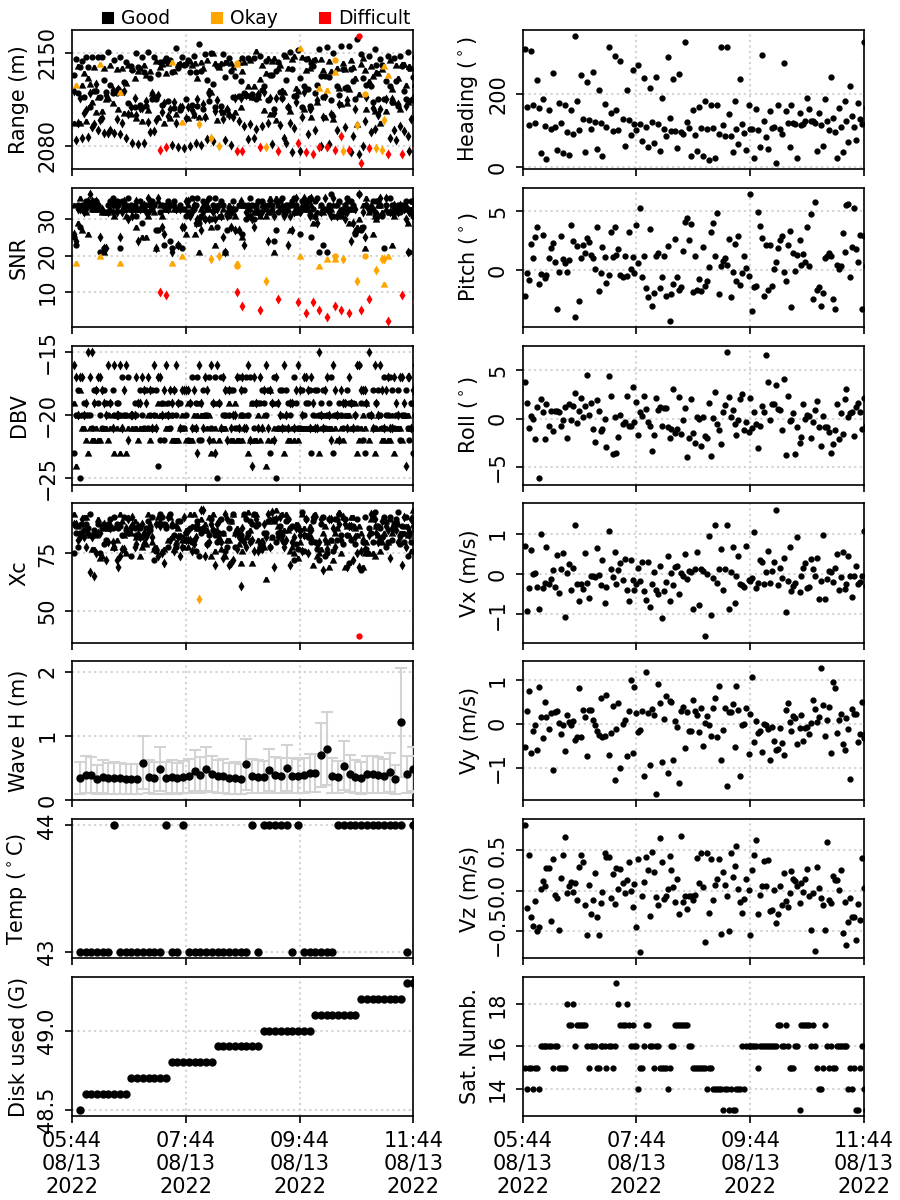 Good Okay Difficult
Range (m)
2150
2080
Heading (°)
200
0
SNR
30
20
10
Pitch (°)
5
0
DBV
−15
−20
−25
Roll (°)
5
0
−5
Xc
75
50
Vx (m/s)
1
0
−1
Wave H (m)
2
1
0
Vy (m/s)
1
0
−1
Temp (°C)
44
43
Vz (m/s)
0.5
0.0
−0.5
Disk used (G)
49.0
48.5
Sat. Numb.
18
16
14
05:44 07:44 09:44 11:44
08/13 08/13 08/13 08/13
2022 2022 2022 2022
05:44 07:44 09:44 11:44
08/13 08/13 08/13 08/13
2022 2022 2022 2022